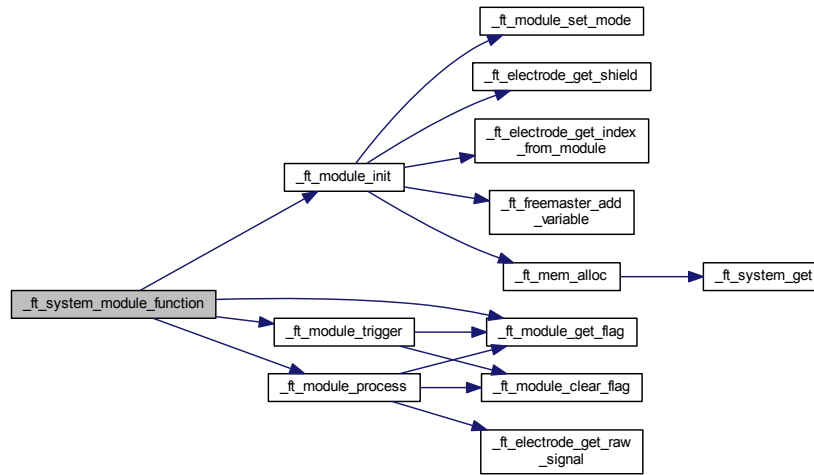 _ft_module_set_mode
_ft_electrode_get_shield
_ft_electrode_get_index
_from_module
_ft_module_init
_ft_freemaster_add
_variable
_ft_mem_alloc
_ft_system_get
_ft_system_module_function
_ft_module_trigger
_ft_module_get_flag
_ft_module_process
_ft_module_clear_flag
_ft_electrode_get_raw
_signal